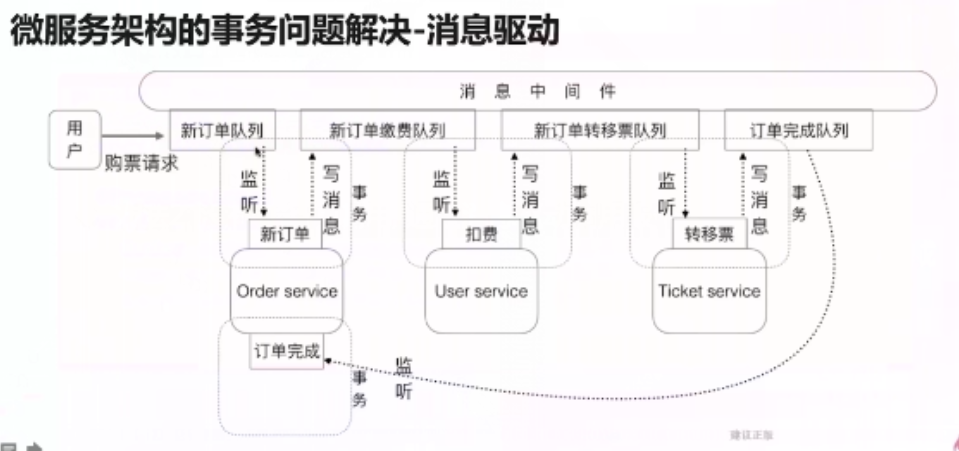 微服务架构的事务问题解决-消息驱动
消 息 中 间 件
用户
购票请求
新订单队列
新订单缴费队列
新订单转移票队列
订单完成队列
监听
写消息
事务
监听
写消息
事务
监听
写消息
事务
新订单
扣费
转移票
Order service
User service
Ticket service
订单完成
事务
监听
建议正版